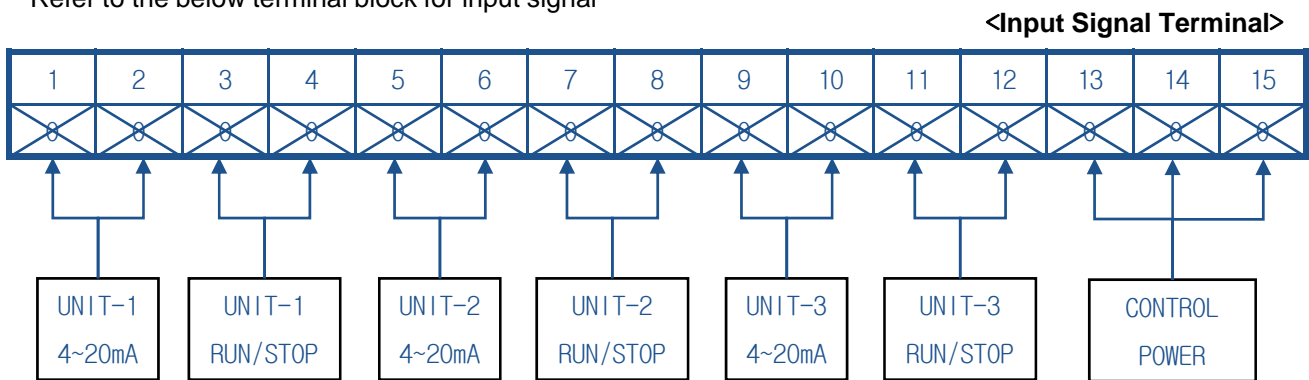 Refer to the below terminal block for input signal
<Input Signal Terminal>
1 2 3 4 5 6 7 8 9 10 11 12 13 14 15
UNIT-1 UNIT-1 UNIT-2 UNIT-2 UNIT-3 UNIT-3 CONTROL
4~20mA RUN/STOP 4~20mA RUN/STOP 4~20mA RUN/STOP POWER